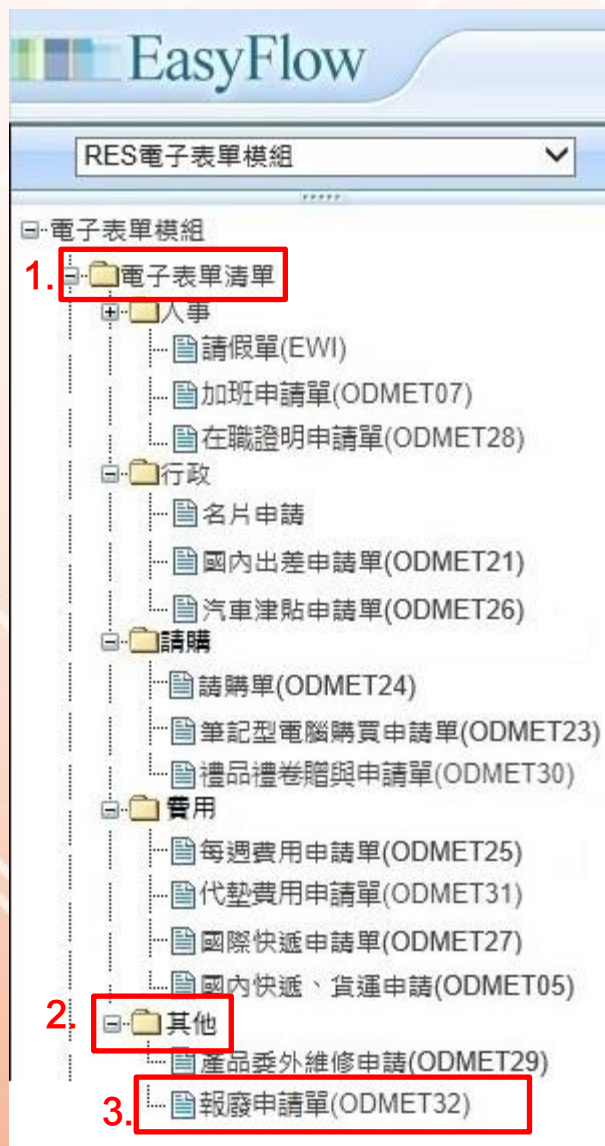 EasyFlow
RES電子表單模組
電子表單模組
1. 電子表單清單
人事
請假單(EWI)
加班申請單(ODMET07)
在職證明申請單(ODMET28)
行政
名片申請
國內出差申請單(ODMET21)
汽車津貼申請單(ODMET26)
請購
請購單(ODMET24)
筆記型電腦購買申請單(ODMET23)
禮品禮卷贈與申請單(ODMET30)
費用
每週費用申請單(ODMET25)
代墊費用申請單(ODMET31)
國際快遞申請單(ODMET27)
國內快遞、貨運申請(ODMET05)
2. 其他
產品委外維修申請(ODMET29)
3. 報廢申請單(ODMET32)